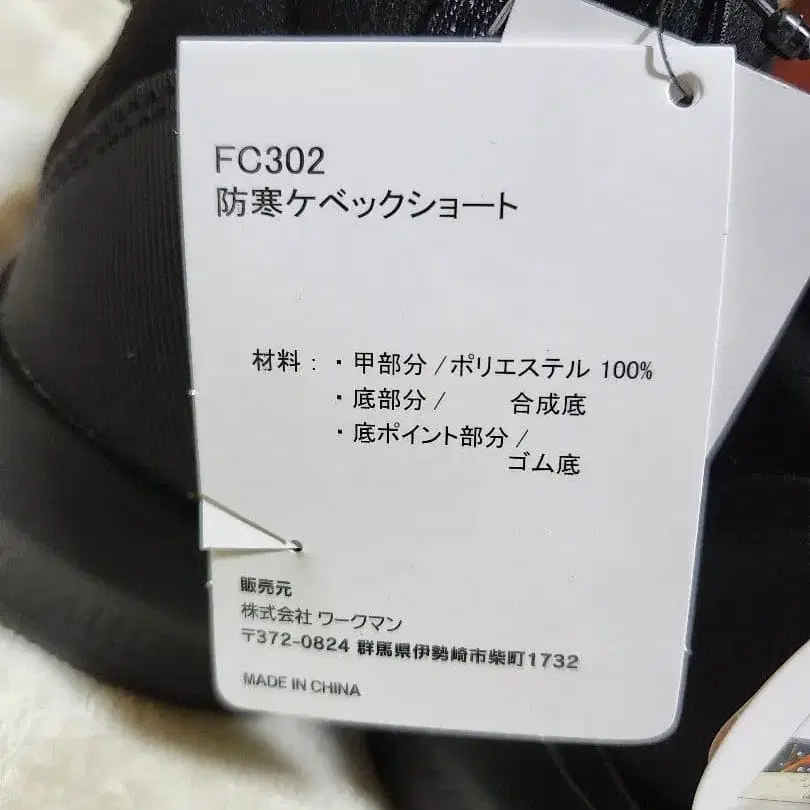 FC302
防寒ケベックショート
材料：・甲部分/ポリエステル 100%
・底部分/ 合成底
・底ポイント部分/
ゴム底
販売元
株式会社 ワークマン
〒372-0824 群馬県伊勢崎市柴町1732
MADE IN CHINA